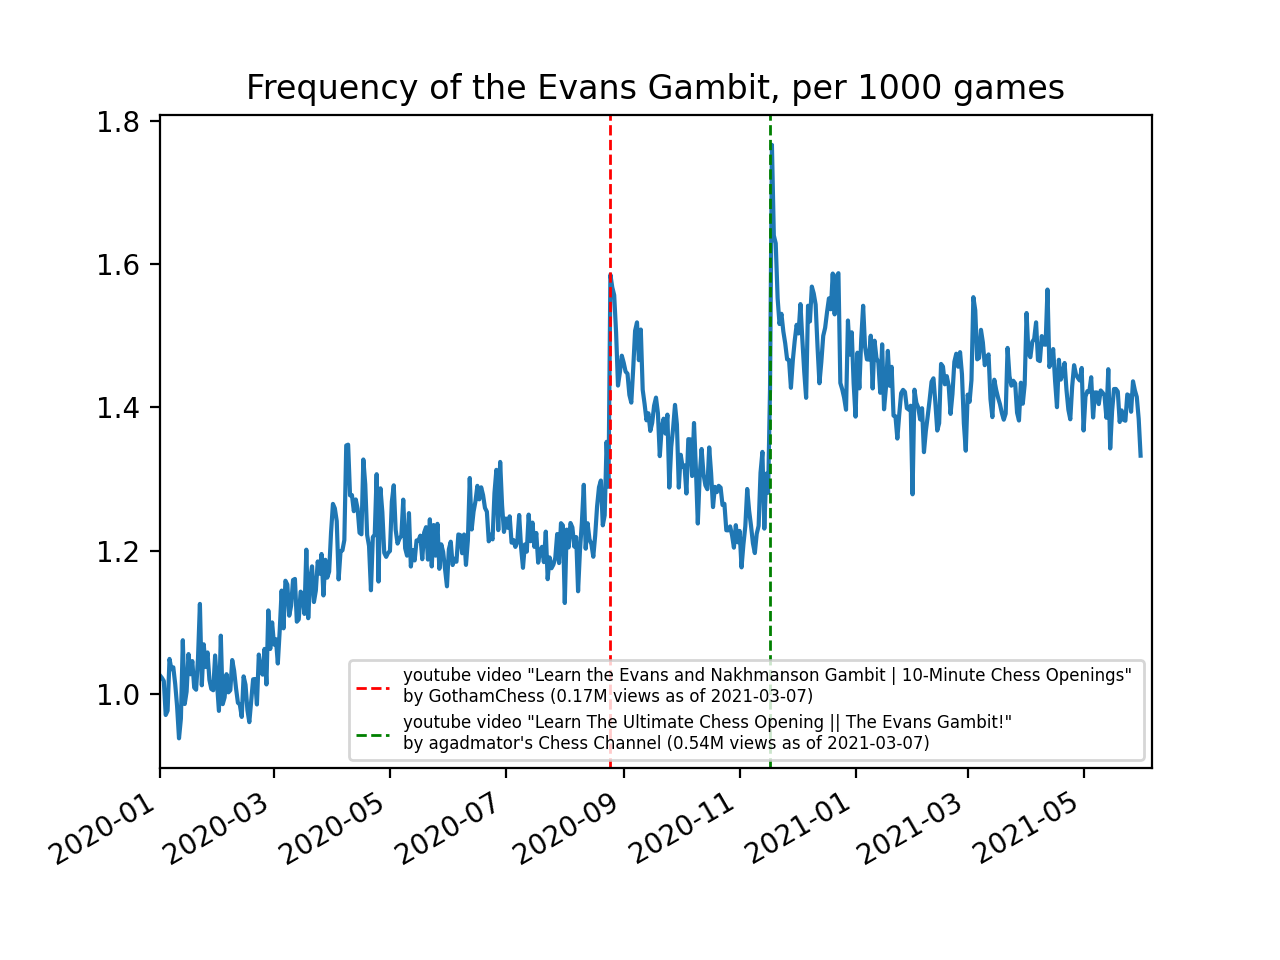 Frequency of the Evans Gambit, per 1000 games
1.8
1.6
1.4
1.2
1.0
youtube video "Learn the Evans and Nakhmanson Gambit | 10-Minute Chess Openings"
by GothamChess (0.17M views as of 2021-03-07)
youtube video "Learn The Ultimate Chess Opening || The Evans Gambit!"
by agadmator's Chess Channel (0.54M views as of 2021-03-07)
2020-01
2020-03
2020-05
2020-07
2020-09
2020-11
2021-01
2021-03
2021-05